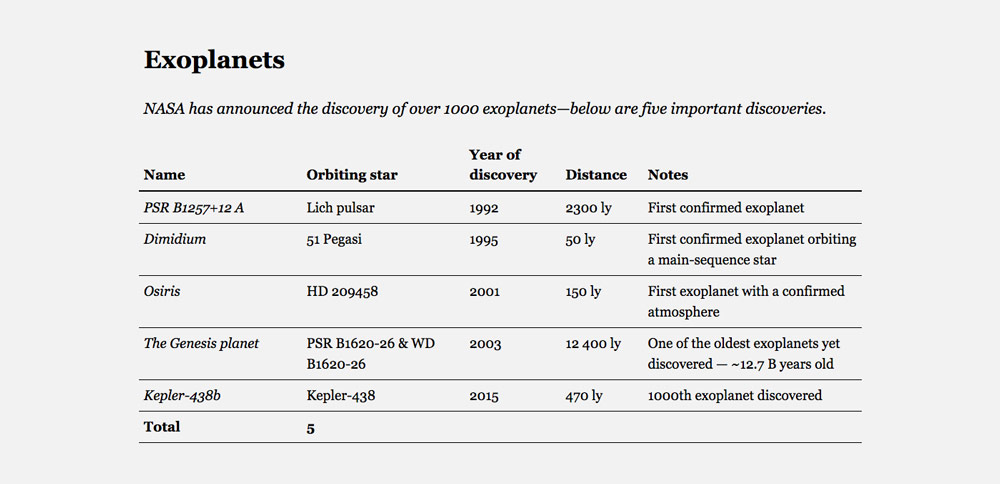 Exoplanets
NASA has announced the discovery of over 1000 exoplanets—below are five important discoveries.
Year of
Name Orbiting star discovery Distance Notes
PSR B1257+12 A Lich pulsar 1992 2300 ly First confirmed exoplanet
Dimidium 51 Pegasi 1995 50 ly First confirmed exoplanet orbiting
a main-sequence star
Osiris HD 209458 2001 150 ly First exoplanet with a confirmed
atmosphere
The Genesis planet PSR B1620-26 & WD 2003 12 400 ly One of the oldest exoplanets yet
B1620-26 discovered — ~12.7 B years old
Kepler-438b Kepler-438 2015 470 ly 1000th exoplanet discovered
Total 5